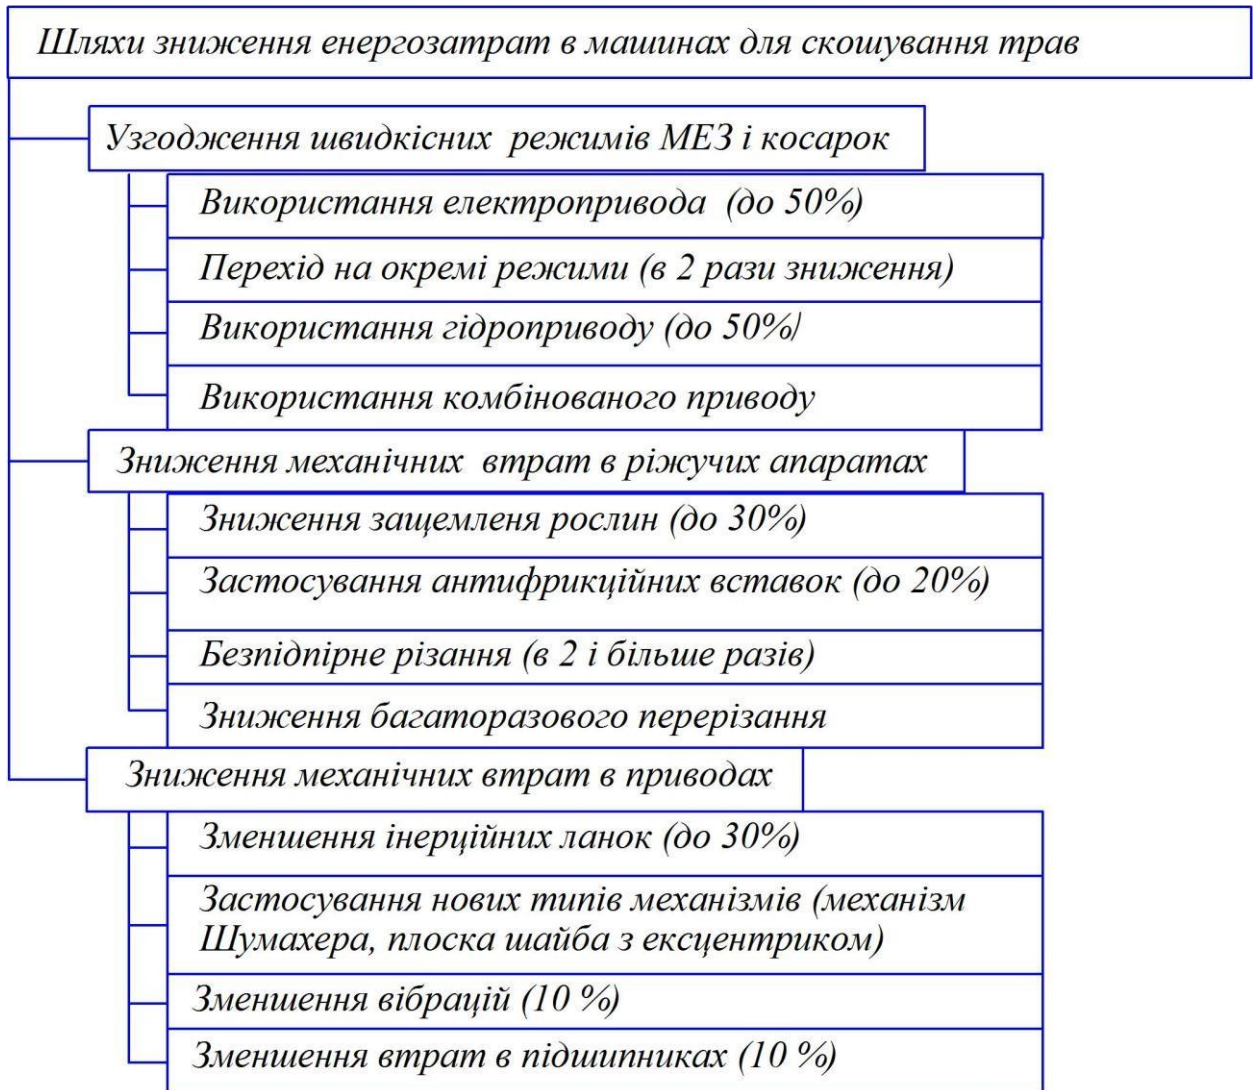 Шляхи зниження енергозатрат в машинах для скошування трав
Узгодження швидкісних режимів МЕЗ і косарок
Використання електропривода (до 50%)
Перехід на окремі режими (в 2 рази зниження)
Використання гідроприводу (до 50%)
Використання комбінованого приводу
Зниження механічних втрат в ріжучих апаратах
Зниження защемленя рослин (до 30%)
Застосування антифрикційних вставок (до 20%)
Безпідпірне різання (в 2 і більше разів)
Зниження багаторазового перерізання
Зниження механічних втрат в приводах
Зменшення інерційних ланок (до 30%)
Застосування нових типів механізмів (механізм
Шумахера, плоска шайба з ексцентриком)
Зменшення вібрацій (10 %)
Зменшення втрат в підшипниках (10 %)